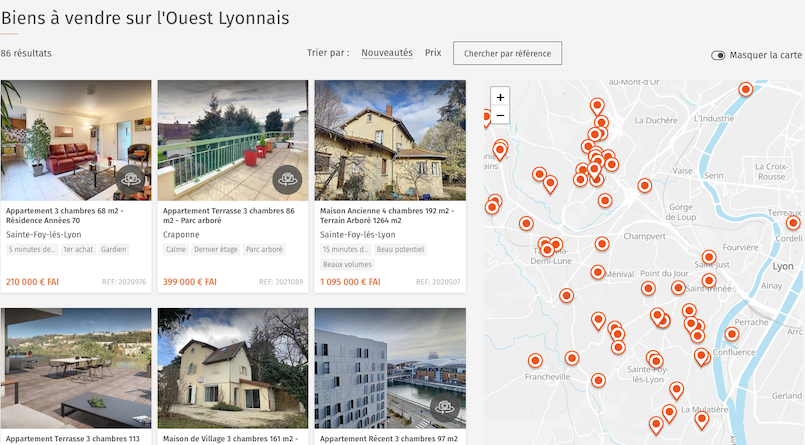 Biens à vendre sur l'Ouest Lyonnais
86 résultats
Trier par :
Nouveautés
Prix
Chercher par référence
Masquer la carte
Appartement 3 chambres 68 m2 -
Résidence Années 70
Sainte-Foy-lès-Lyon
5 minutes de...
1er achat
Gardien
210 000 € FAI
REF: 2020976
Appartement Terrasse 3 chambres 86
m2 - Parc arboré
Craponne
Calme
Dernier étage
Parc arboré
399 000 € FAI
REF: 2021089
Maison Ancienne 4 chambres 192 m2 -
Terrain Arboré 1264 m2
Sainte-Foy-lès-Lyon
15 minutes d...
Beau potentiel
Beaux volumes
1 095 000 € FAI
REF: 2020507
Appartement Terrasse 3 chambres 113
Maison de Village 3 chambres 161 m2 -
Appartement Récent 3 chambres 97 m2
+
−
au-Mont-d'Or
La Duchère
L'Industrie
Serin
Vaise
La Croix-
Rousse
Gorge
de Loup
Champvert
Fourvière
Terreaux
Cordeli
Lyon
Demi-Lune
Ménival
Point du Jour
Saint-Just
Saint-Irénée
Ainay
Perrache
Confluence
Francheville
Sainte-Foy-
lès-Lyon
La Mulatière
Gerland